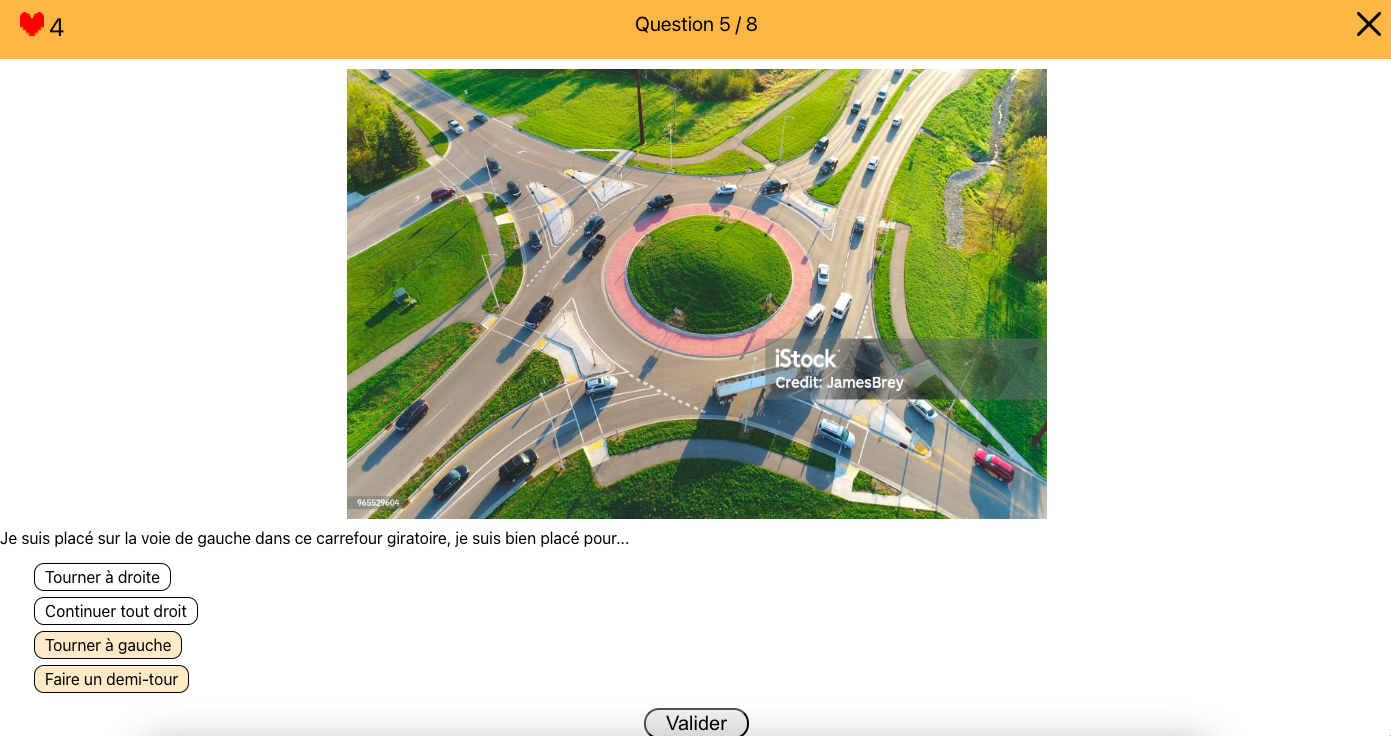 4
Question 5 / 8
iStock
Credit: JamesBrey
965529604
Je suis placé sur la voie de gauche dans ce carrefour giratoire, je suis bien placé pour...
Tourner à droite
Continuer tout droit
Tourner à gauche
Faire un demi-tour
Valider